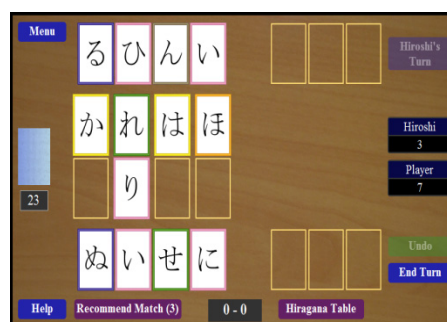 Menu
るひんい
Hiroshi's
Turn
かれはほ
Hiroshi
3
り
Player
7
23
ぬいせに
Undo
End Turn
Help
Recommend Match (3)
0 - 0
Hiragana Table